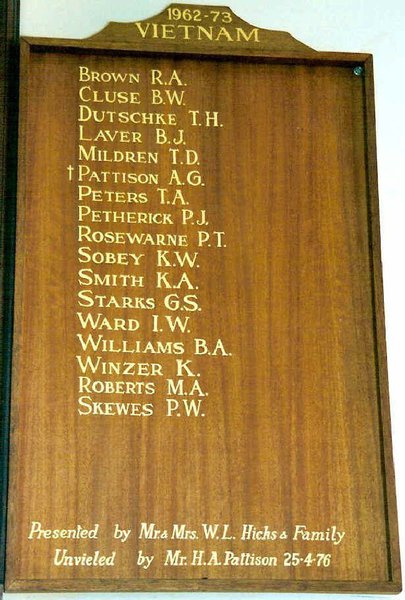 1962-73
VIETNAM
BROWN R.A.
CLUSE B.W.
DUTSCHKE T.H.
LAVER B.J.
MILDREN T.D.
†PATTISON A.G.
PETERS T.A.
PETHERICK P.J.
ROSEWARNE P.T.
SOBEY K.W.
SMITH K.A.
STARKS G.S.
WARD I.W.
WILLIAMS B.A.
WINZER K.
ROBERTS M.A.
SKEWES P.W.
Presented by Mr. & Mrs. W. L. Hicks & Family
Unvieled by Mr. H. A. Pattison 25-4-76